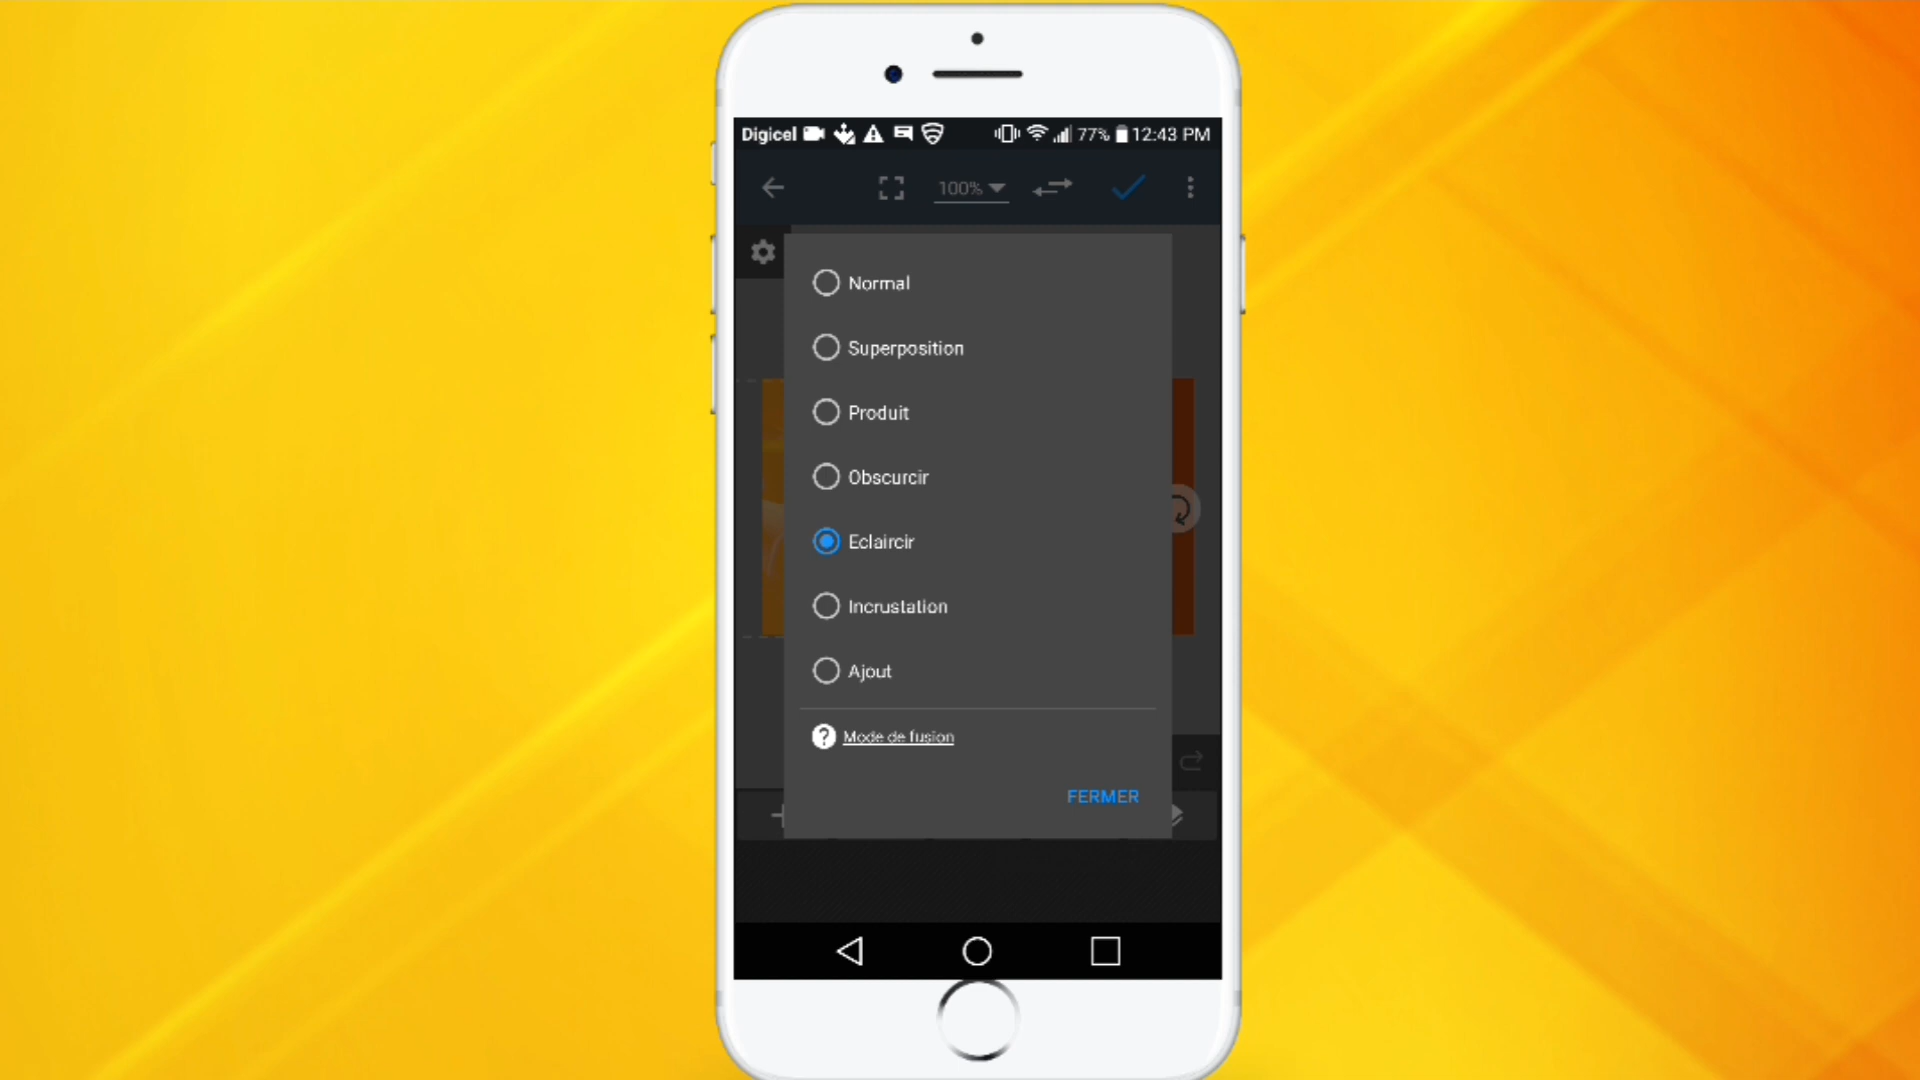 Digicel 77% 12:43 PM
100%
Normal
Superposition
Produit
Obscurcir
Eclaircir
Incrustation
Ajout
Mode de fusion
FERMER